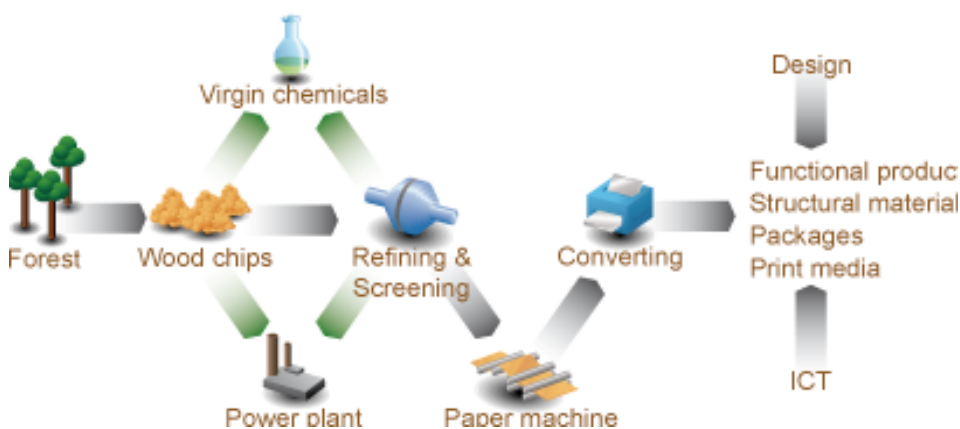 Virgin chemicals
Design
Forest
Wood chips
Refining &
Screening
Converting
Functional produc
Structural material
Packages
Print media
Power plant
Paper machine
ICT